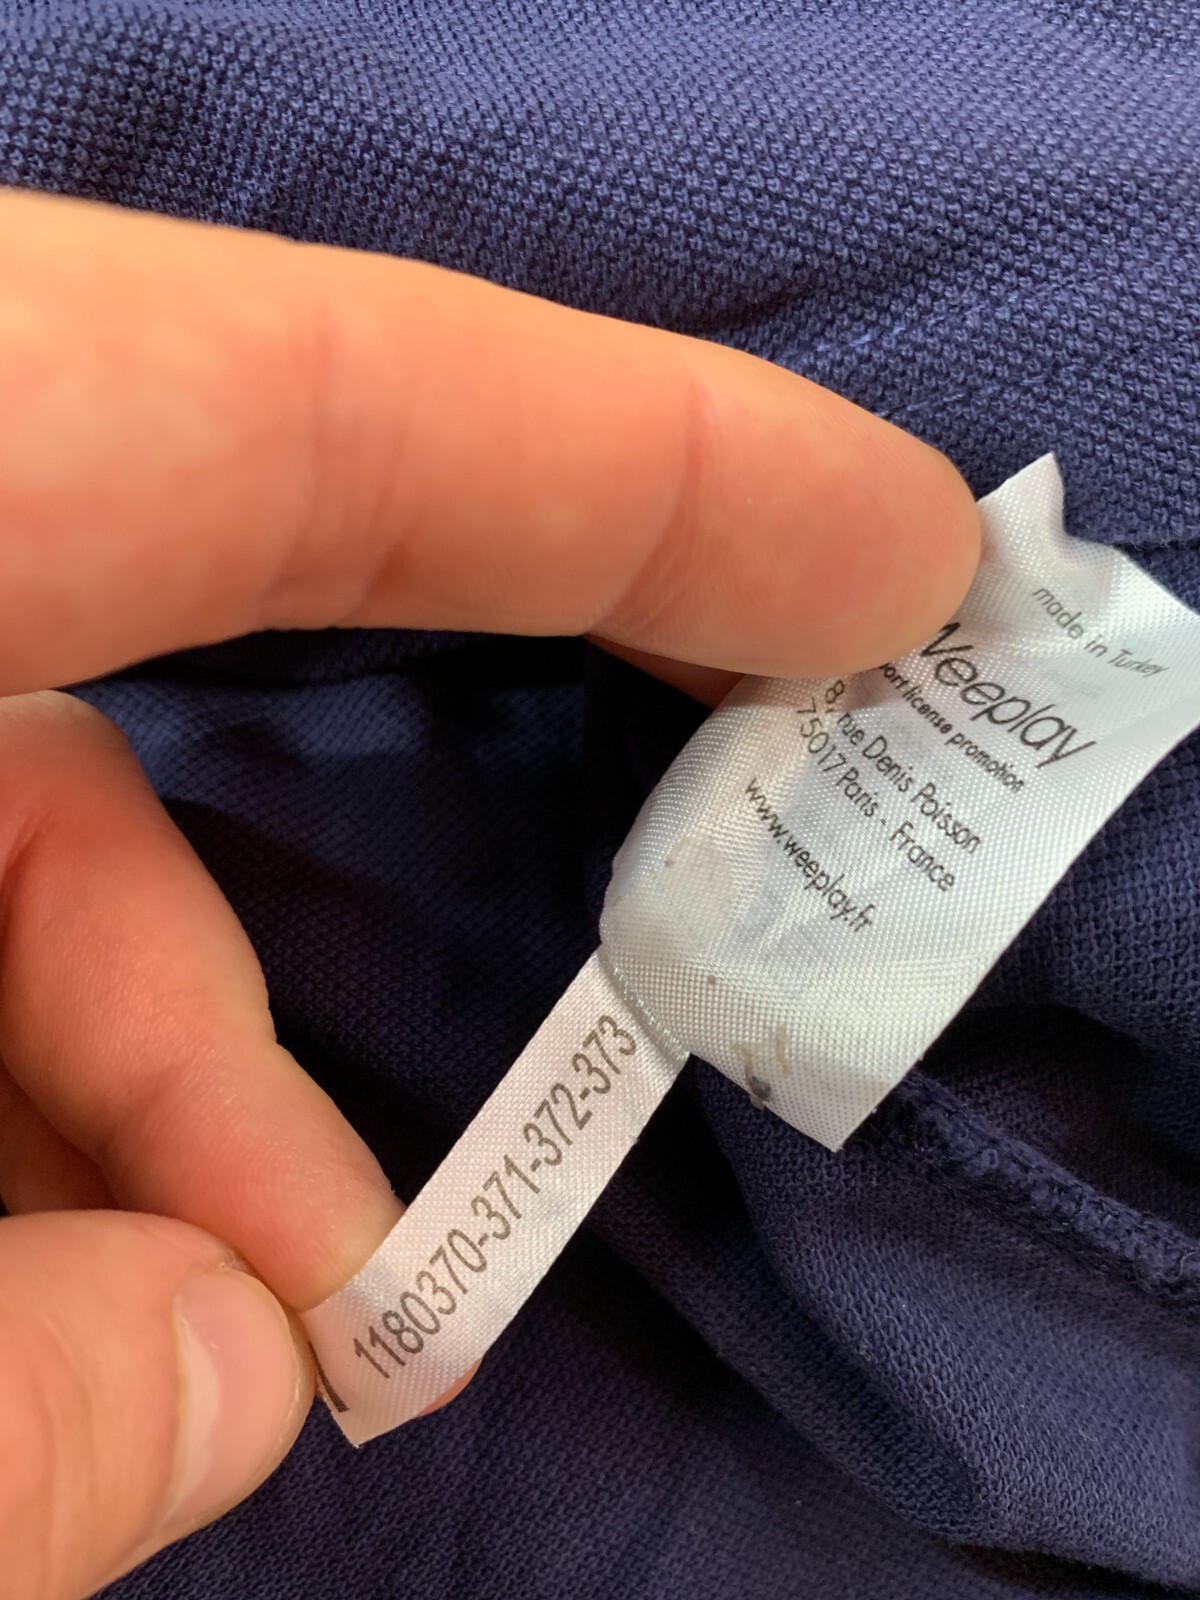 made in Turkey
Weeplay
license promotion
8, rue Denis Poisson
75017 Paris - France
www.weeplay.fr
1180370-371-372-373